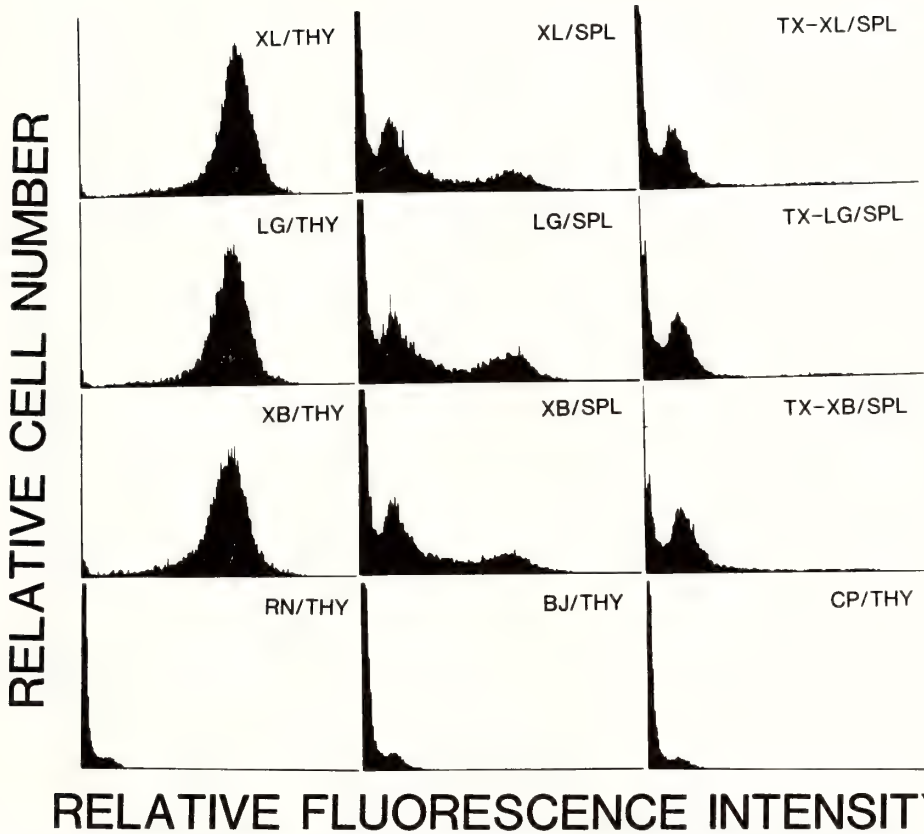 XL/THY
XL/SPL
TX-XL/SPL
LG/THY
LG/SPL
TX-LG/SPL
XB/THY
XB/SPL
TX-XB/SPL
RN/THY
BJ/THY
CP/THY
RELATIVE CELL NUMBER
RELATIVE FLUORESCENCE INTENSITY